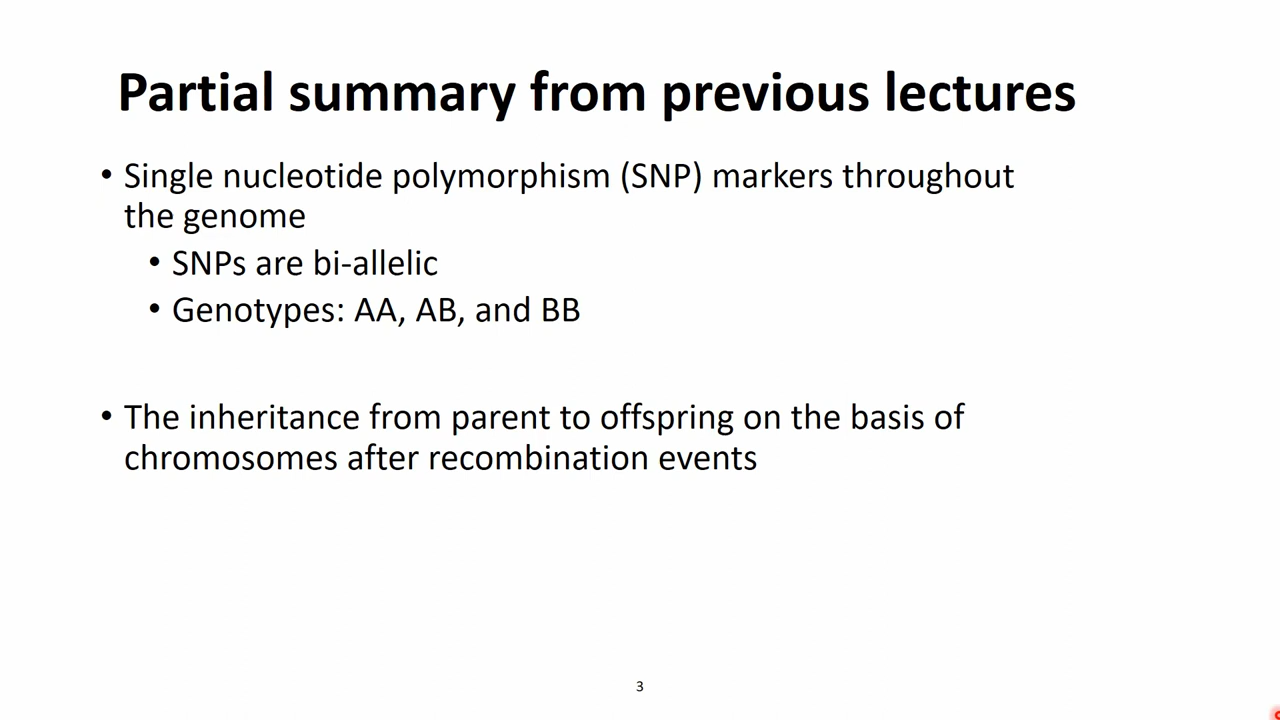 Partial summary from previous lectures
• Single nucleotide polymorphism (SNP) markers throughout
the genome
• SNPs are bi-allelic
• Genotypes: AA, AB, and BB
• The inheritance from parent to offspring on the basis of
chromosomes after recombination events
3